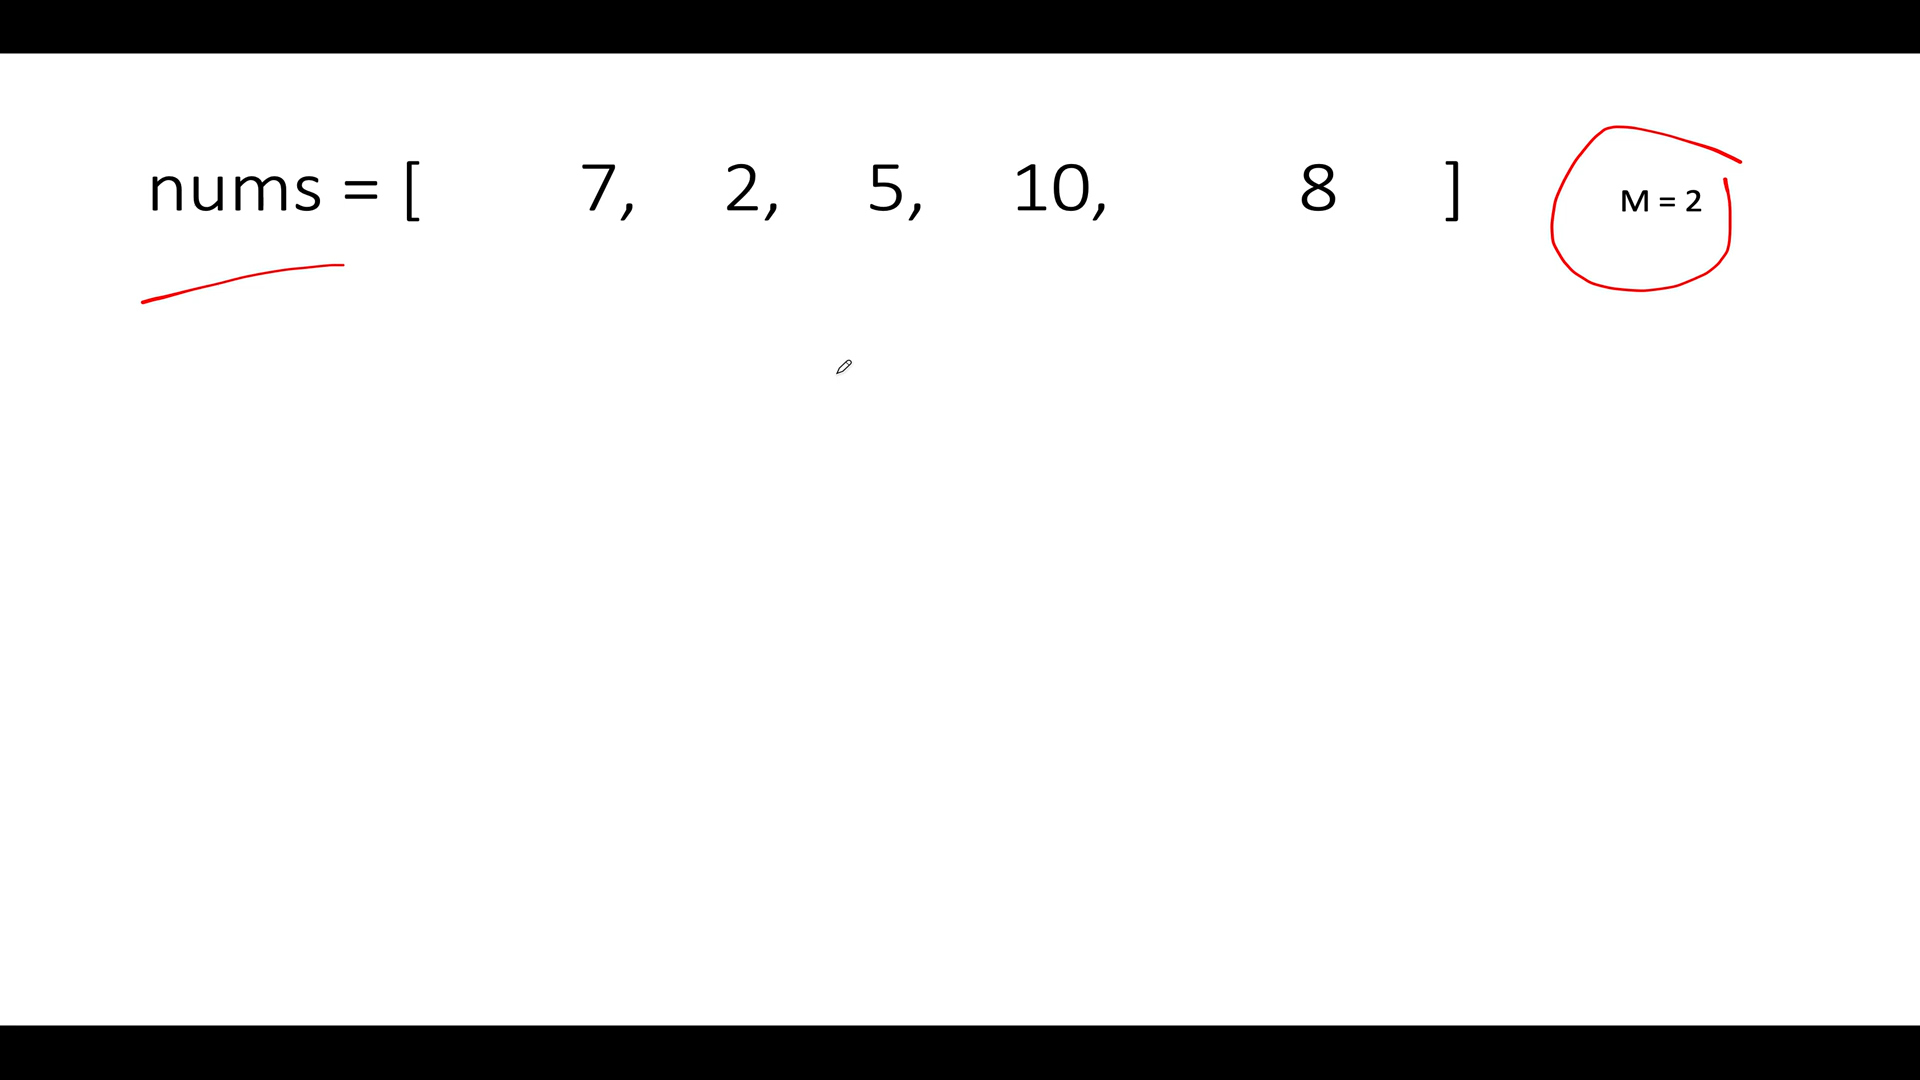 nums = [ 7, 2, 5, 10, 8 ] M = 2